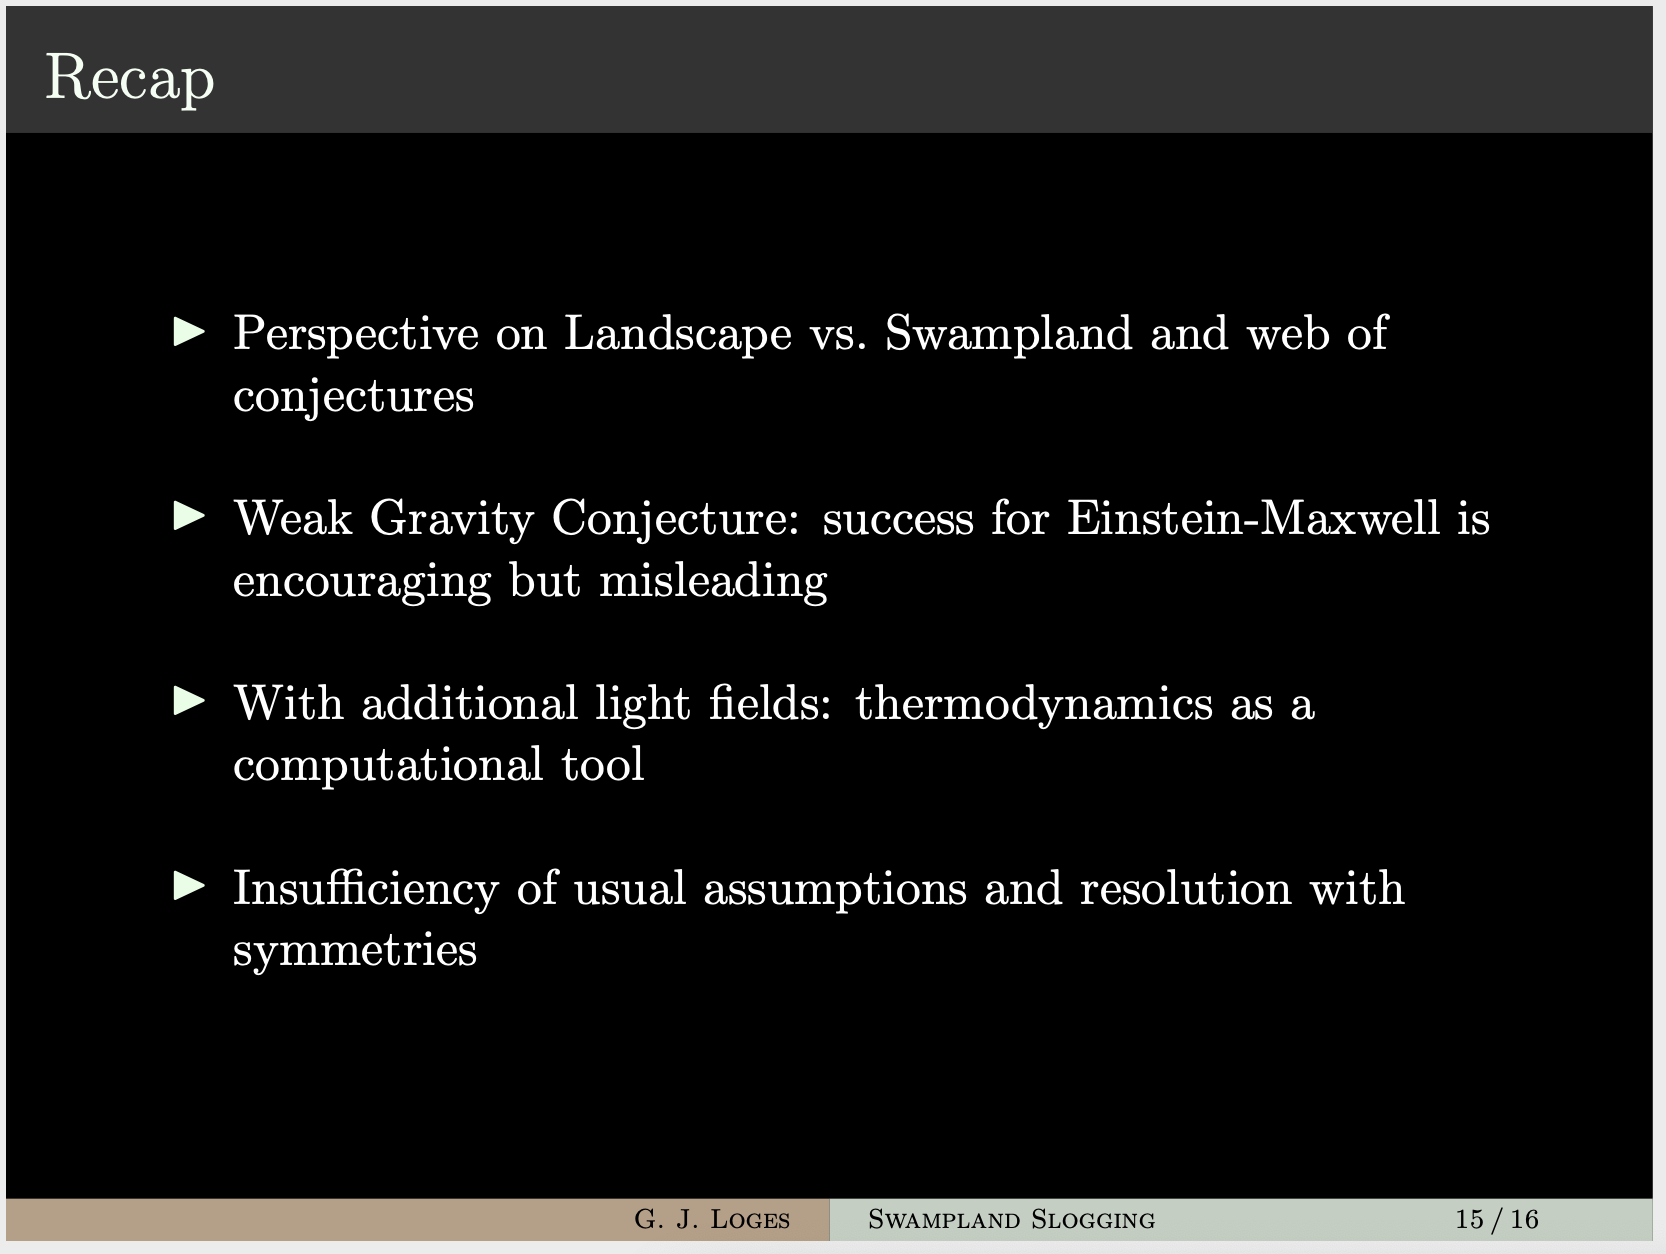 Recap
▶ Perspective on Landscape vs. Swampland and web of
conjectures
▶ Weak Gravity Conjecture: success for Einstein-Maxwell is
encouraging but misleading
▶ With additional light fields: thermodynamics as a
computational tool
▶ Insufficiency of usual assumptions and resolution with
symmetries
G. J. Loges Swampland Slogging 15 / 16